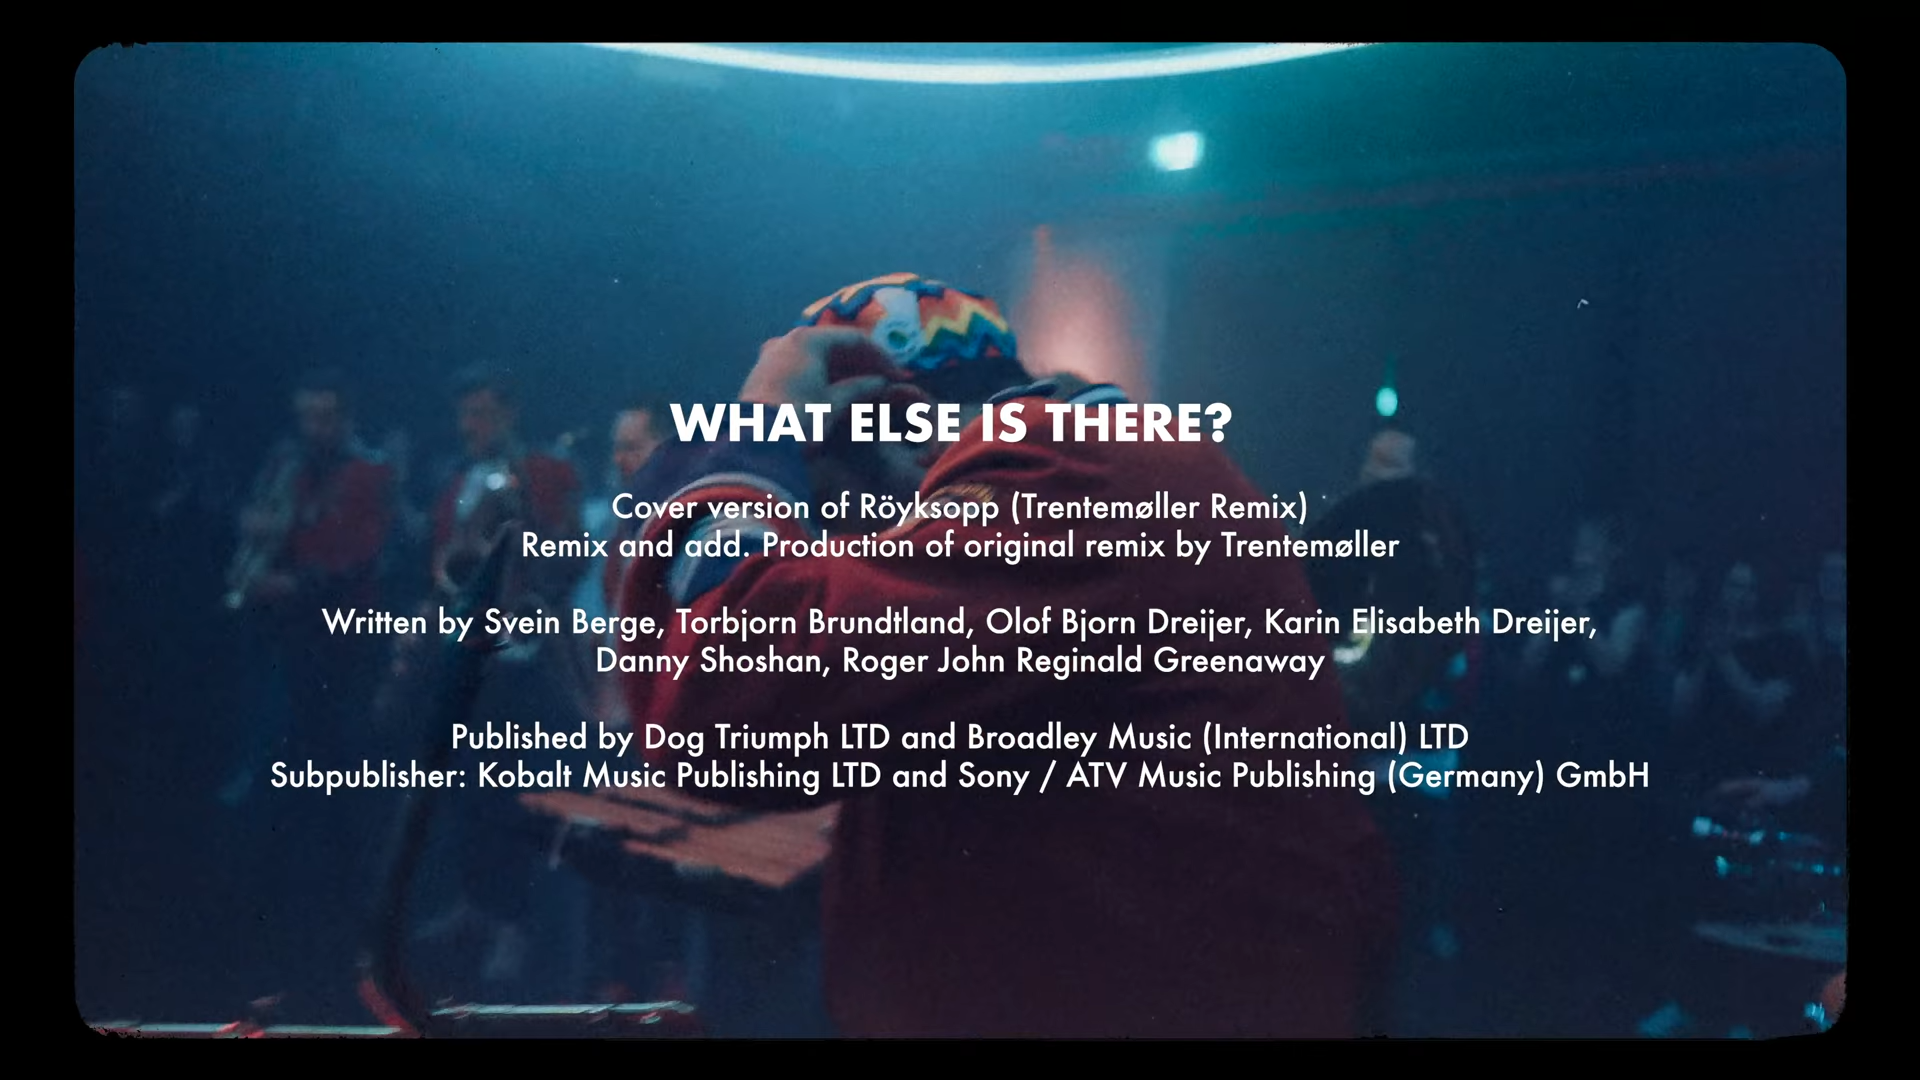 WHAT ELSE IS THERE?
Cover version of Röyksopp (Trentemøller Remix)
Remix and add. Production of original remix by Trentemøller
Written by Svein Berge, Torbjorn Brundtland, Olof Bjorn Dreijer, Karin Elisabeth Dreijer,
Danny Shoshan, Roger John Reginald Greenaway
Published by Dog Triumph LTD and Broadley Music (International) LTD
Subpublisher: Kobalt Music Publishing LTD and Sony / ATV Music Publishing (Germany) GmbH